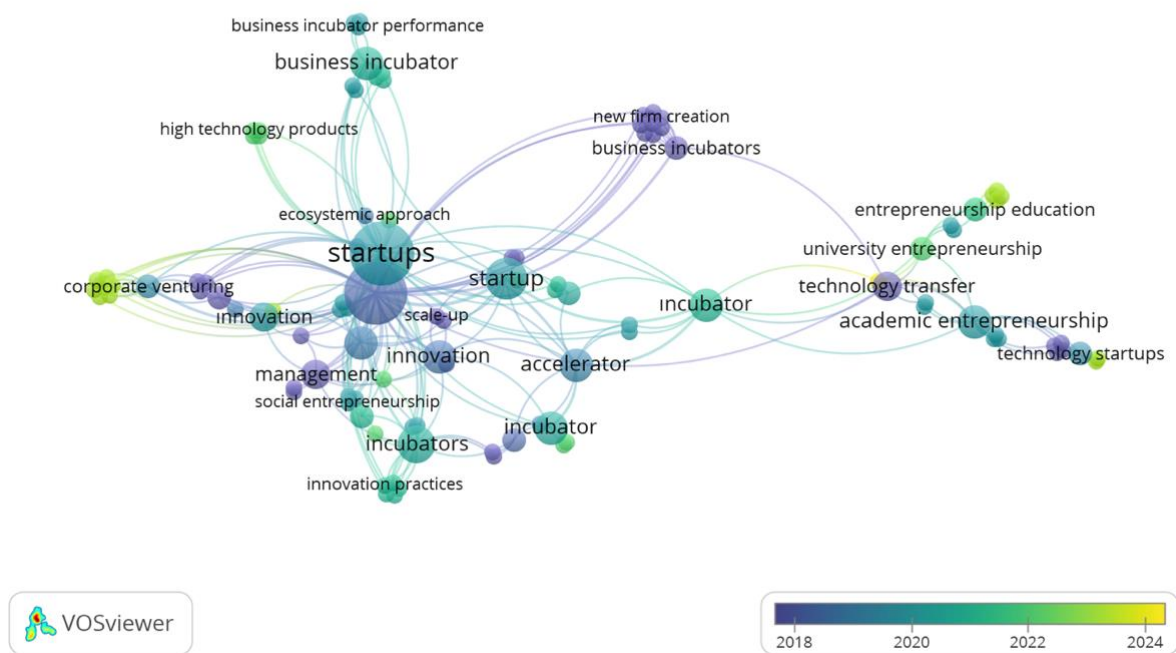 business incubator performance
business incubator
high technology products
new firm creation
business incubators
ecosystemic approach
entrepreneurship education
startups
university entrepreneurship
startup
corporate venturing
technology transfer
incubator
innovation
scale-up
academic entrepreneurship
innovation
accelerator
technology startups
management
social entrepreneurship
incubator
incubators
innovation practices
VOSviewer
2018 2020 2022 2024